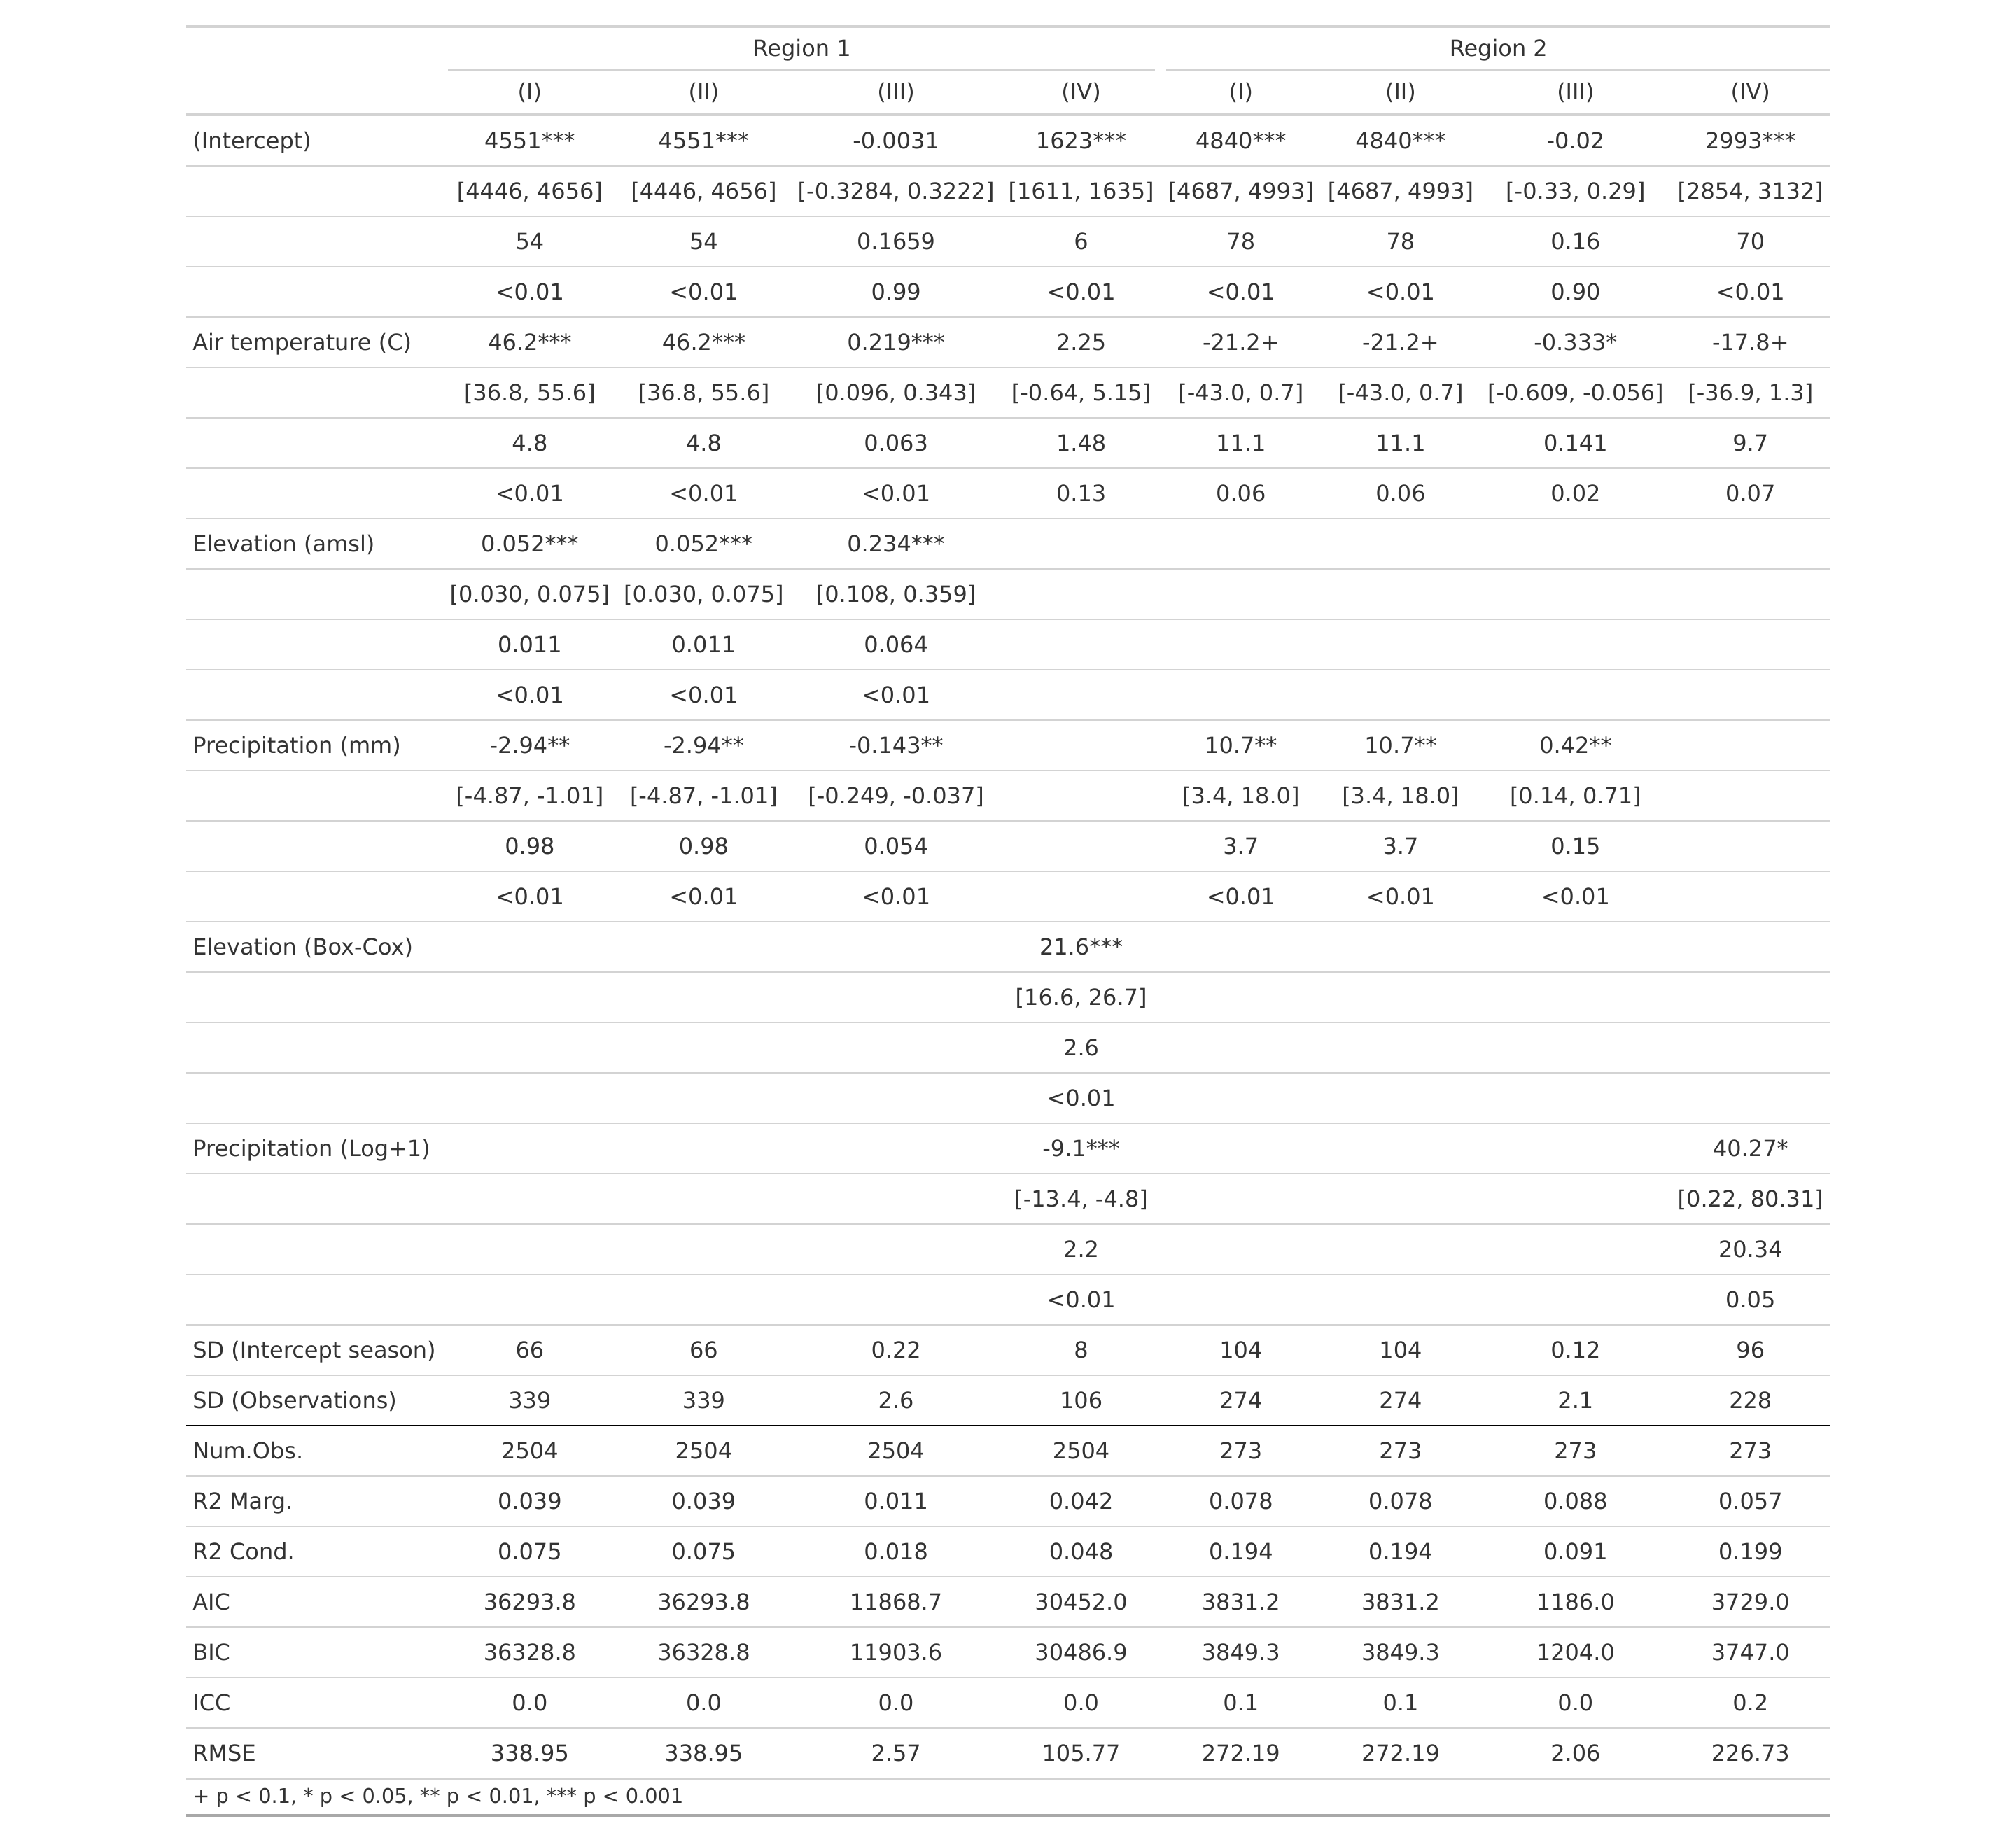 Region 1 Region 2
(I) (II) (III) (IV) (I) (II) (III) (IV)
(Intercept) 4551*** 4551*** -0.0031 1623*** 4840*** 4840*** -0.02 2993***
[4446, 4656] [4446, 4656] [-0.3284, 0.3222] [1611, 1635] [4687, 4993] [4687, 4993] [-0.33, 0.29] [2854, 3132]
54 54 0.1659 6 78 78 0.16 70
<0.01 <0.01 0.99 <0.01 <0.01 <0.01 0.90 <0.01
Air temperature (C) 46.2*** 46.2*** 0.219*** 2.25 -21.2+ -21.2+ -0.333* -17.8+
[36.8, 55.6] [36.8, 55.6] [0.096, 0.343] [-0.64, 5.15] [-43.0, 0.7] [-43.0, 0.7] [-0.609, -0.056] [-36.9, 1.3]
4.8 4.8 0.063 1.48 11.1 11.1 0.141 9.7
<0.01 <0.01 <0.01 0.13 0.06 0.06 0.02 0.07
Elevation (amsl) 0.052*** 0.052*** 0.234***
[0.030, 0.075] [0.030, 0.075] [0.108, 0.359]
0.011 0.011 0.064
<0.01 <0.01 <0.01
Precipitation (mm) -2.94** -2.94** -0.143** 10.7** 10.7** 0.42**
[-4.87, -1.01] [-4.87, -1.01] [-0.249, -0.037] [3.4, 18.0] [3.4, 18.0] [0.14, 0.71]
0.98 0.98 0.054 3.7 3.7 0.15
<0.01 <0.01 <0.01 <0.01 <0.01 <0.01
Elevation (Box-Cox) 21.6***
[16.6, 26.7]
2.6
<0.01
Precipitation (Log+1) -9.1*** 40.27*
[-13.4, -4.8] [0.22, 80.31]
2.2 20.34
<0.01 0.05
SD (Intercept season) 66 66 0.22 8 104 104 0.12 96
SD (Observations) 339 339 2.6 106 274 274 2.1 228
Num.Obs. 2504 2504 2504 2504 273 273 273 273
R2 Marg. 0.039 0.039 0.011 0.042 0.078 0.078 0.088 0.057
R2 Cond. 0.075 0.075 0.018 0.048 0.194 0.194 0.091 0.199
AIC 36293.8 36293.8 11868.7 30452.0 3831.2 3831.2 1186.0 3729.0
BIC 36328.8 36328.8 11903.6 30486.9 3849.3 3849.3 1204.0 3747.0
ICC 0.0 0.0 0.0 0.0 0.1 0.1 0.0 0.2
RMSE 338.95 338.95 2.57 105.77 272.19 272.19 2.06 226.73
+ p < 0.1, * p < 0.05, ** p < 0.01, *** p < 0.001